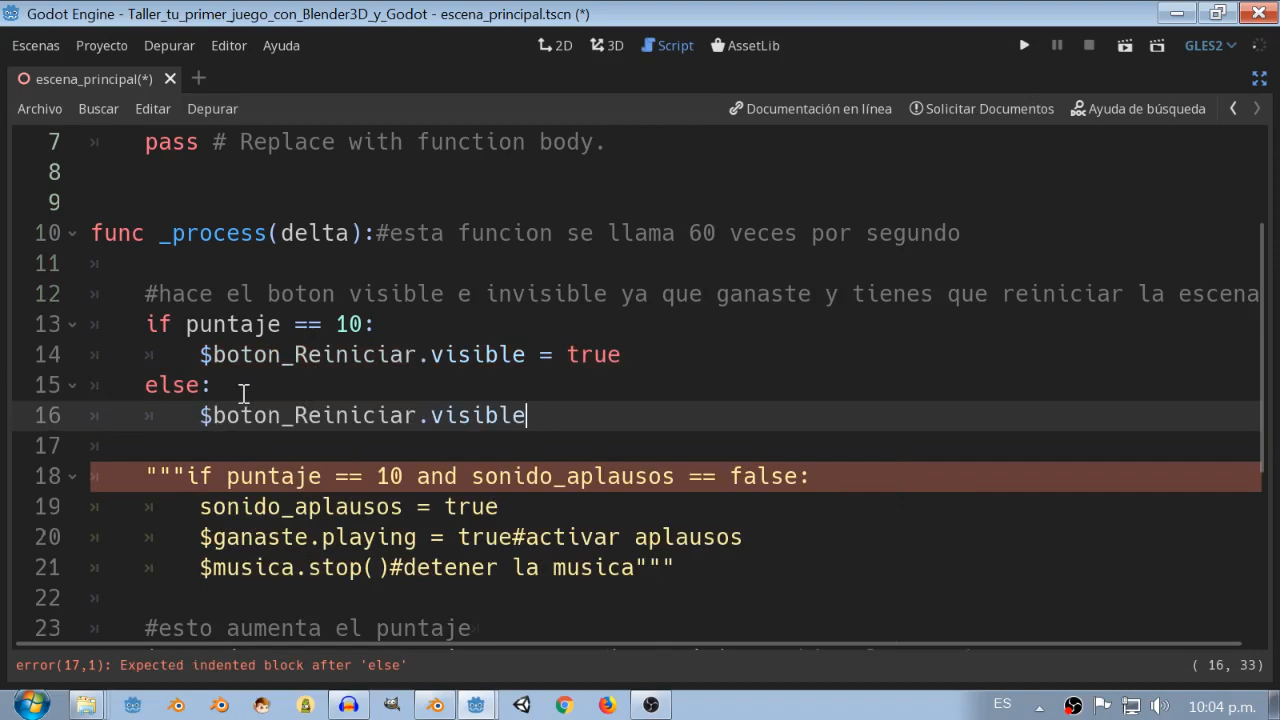 Godot Engine - Taller_tu_primer_juego_con_Blender3D_y_Godot - escena_principal.tscn (*)
Escenas Proyecto Depurar Editor Ayuda 2D 3D Script AssetLib GLES2
escena_principal(*)
Archivo Buscar Editar Depurar Documentación en línea Solicitar Documentos Ayuda de búsqueda
7 pass # Replace with function body.
8
9
10 func _process(delta):#esta funcion se llama 60 veces por segundo
11
12 #hace el boton visible e invisible ya que ganaste y tienes que reiniciar la escena
13 if puntaje == 10:
14 $boton_Reiniciar.visible = true
15 else:
16 $boton_Reiniciar.visible
17
18 """if puntaje == 10 and sonido_aplausos == false:
19 sonido_aplausos = true
20 $ganaste.playing = true#activar aplausos
21 $musica.stop()#detener la musica"""
22
23 #esto aumenta el puntaje
error(17,1): Expected indented block after 'else' ( 16, 33)
ES 10:04 p.m.